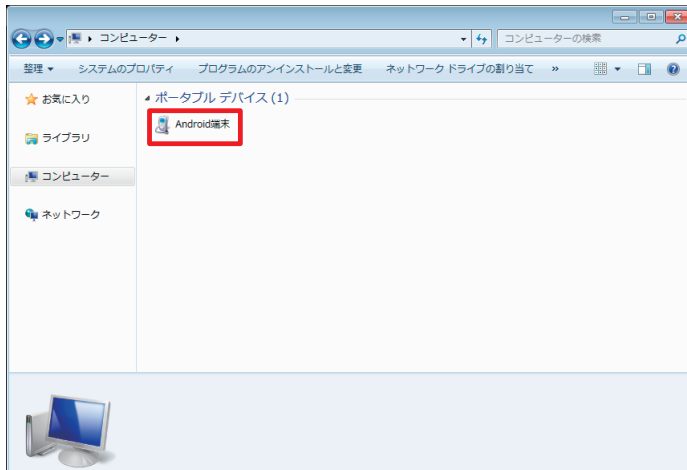 コンピューター
コンピューターの検索
整理 システムのプロパティ プログラムのアンインストールと変更 ネットワーク ドライブの割り当て »
お気に入り
ライブラリ
コンピューター
ネットワーク
ポータブル デバイス (1)
Android端末